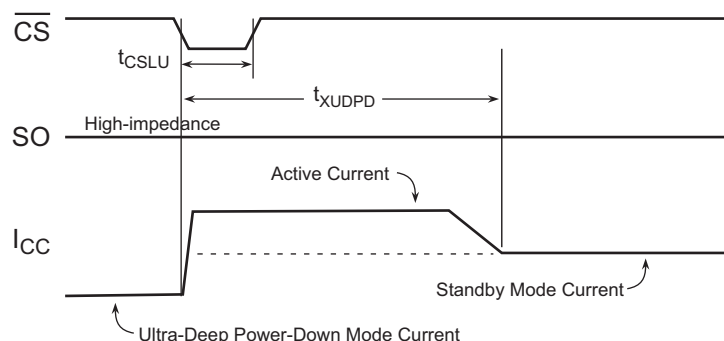 CS
tCSLU
tXUDPD
High-impedance
SO
Active Current
ICC
Standby Mode Current
Ultra-Deep Power-Down Mode Current